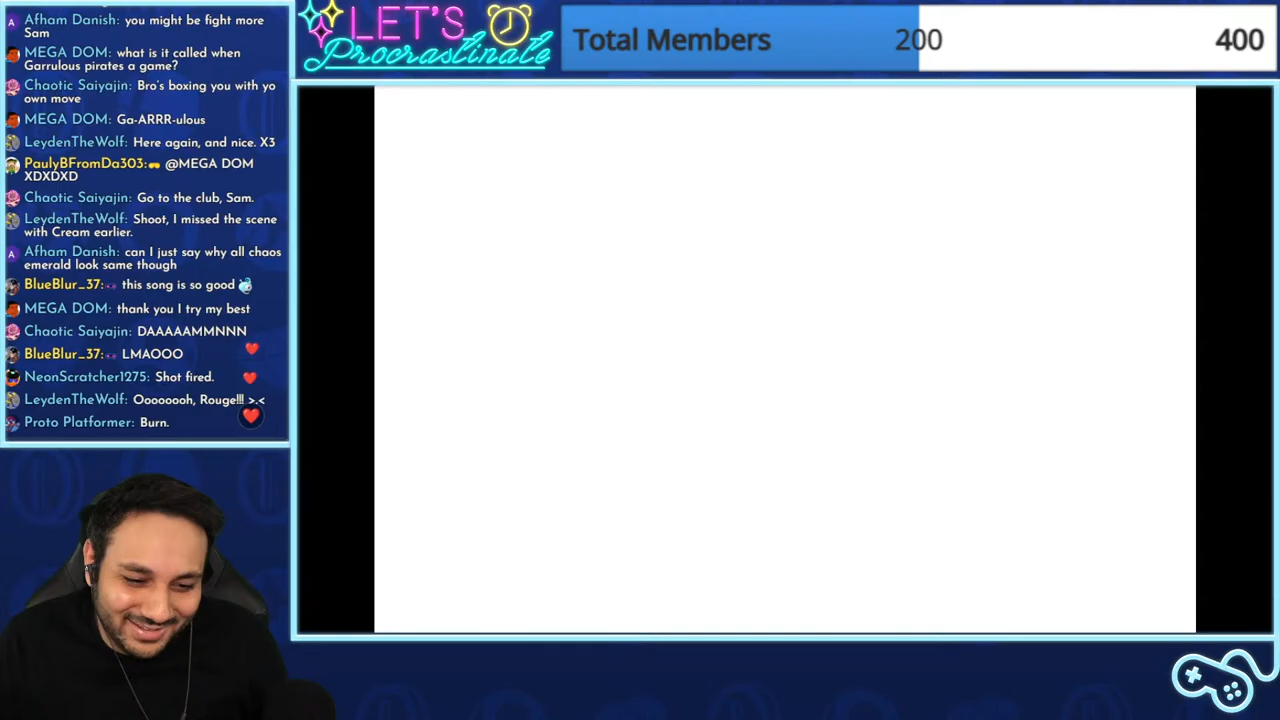 Afham Danish: you might be fight more
Sam
MEGA DOM: what is it called when
Garrulous pirates a game?
Chaotic Saiyajin: Bro's boxing you with yo
own move
MEGA DOM: Ga-ARRR-ulous
LeydenTheWolf: Here again, and nice. X3
PaulyBFromDa303: @MEGA DOM
XDXDXD
Chaotic Saiyajin: Go to the club, Sam.
LeydenTheWolf: Shoot, I missed the scene
with Cream earlier.
Afham Danish: can I just say why all chaos
emerald look same though
BlueBlur_37: this song is so good
MEGA DOM: thank you I try my best
Chaotic Saiyajin: DAAAAAMMNNN
BlueBlur_37: LMAOOO
NeonScratcher1275: Shot fired.
LeydenTheWolf: Ooooooooh, Rouge!!! >.<
Proto Platformer: Burn.
LET'S
Procrastinate
Total Members 200 400